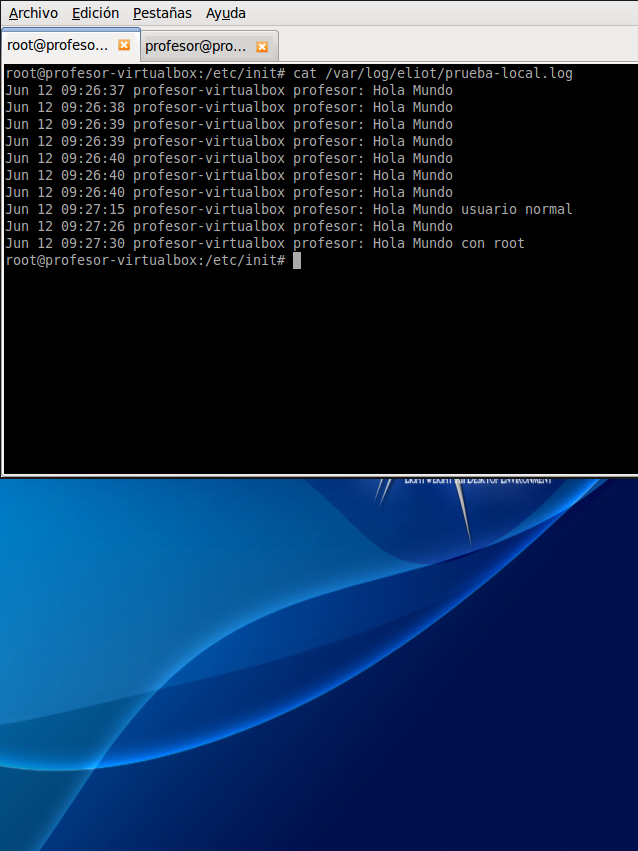 Archivo Edición Pestañas Ayuda
root@profeso... profesor@pro...
root@profesor-virtualbox:/etc/init# cat /var/log/eliot/prueba-local.log
Jun 12 09:26:37 profesor-virtualbox profesor: Hola Mundo
Jun 12 09:26:38 profesor-virtualbox profesor: Hola Mundo
Jun 12 09:26:39 profesor-virtualbox profesor: Hola Mundo
Jun 12 09:26:39 profesor-virtualbox profesor: Hola Mundo
Jun 12 09:26:40 profesor-virtualbox profesor: Hola Mundo
Jun 12 09:26:40 profesor-virtualbox profesor: Hola Mundo
Jun 12 09:26:40 profesor-virtualbox profesor: Hola Mundo
Jun 12 09:27:15 profesor-virtualbox profesor: Hola Mundo usuario normal
Jun 12 09:27:26 profesor-virtualbox profesor: Hola Mundo
Jun 12 09:27:30 profesor-virtualbox profesor: Hola Mundo con root
root@profesor-virtualbox:/etc/init#
LIGHTWEIGHT X11 DESKTOP ENVIRONMENT